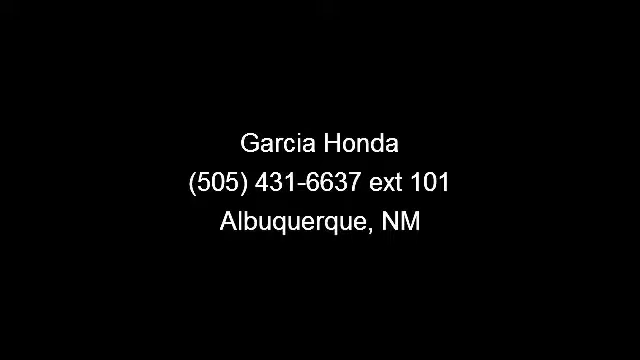 Garcia Honda
(505) 431-6637 ext 101
Albuquerque, NM